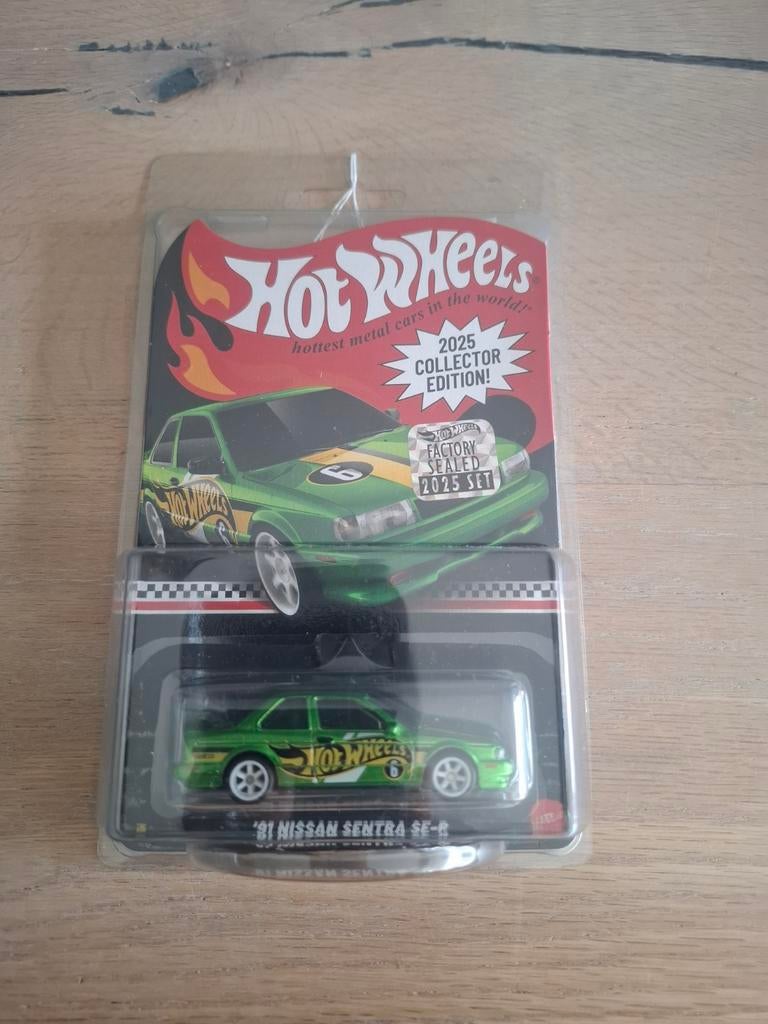 Hot Wheels
hottest metal cars in the world!
2025
COLLECTOR
EDITION!
Hot Wheels
FACTORY
SEALED
2025 SET
6
HOT WHEELS
6
HOT WHEELS
6
'91 NISSAN SENTRA SE-R